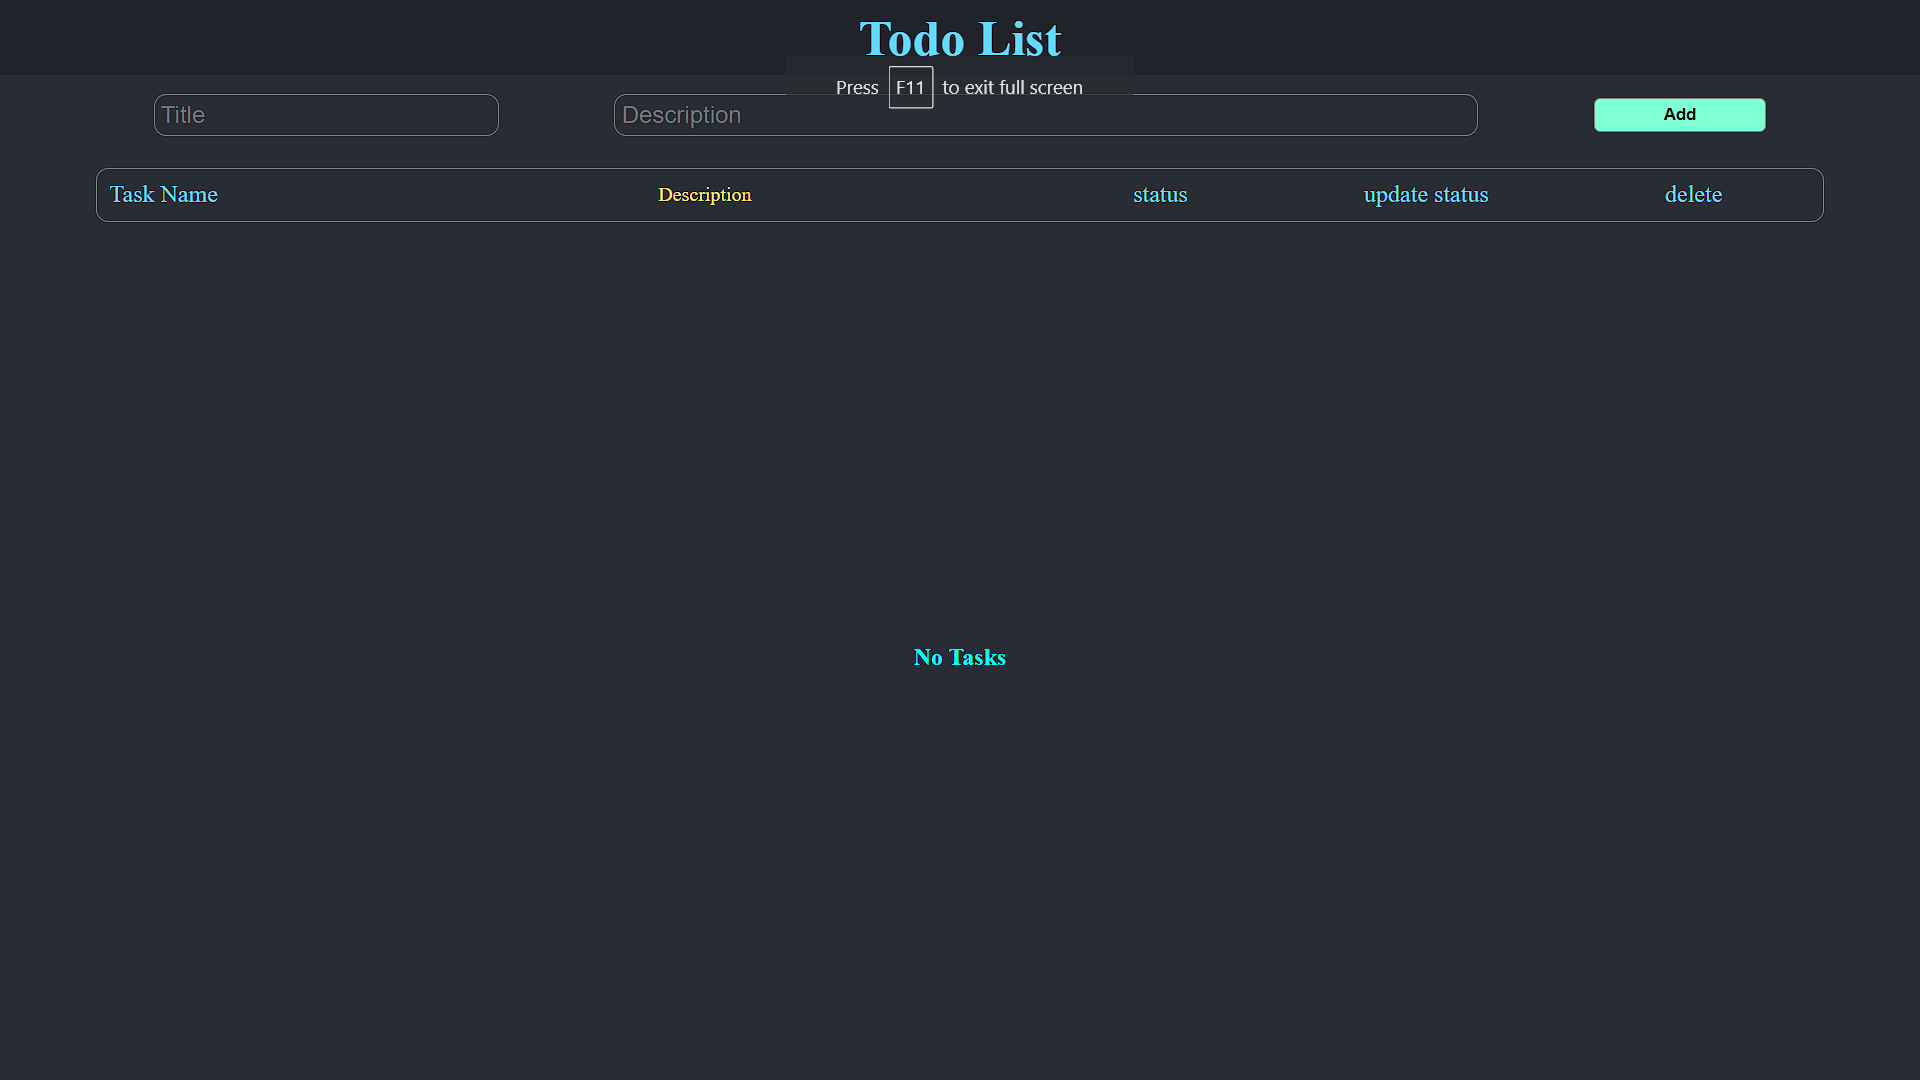 Todo List
Press F11 to exit full screen
Title Description Add
Task Name Description status update status delete
No Tasks